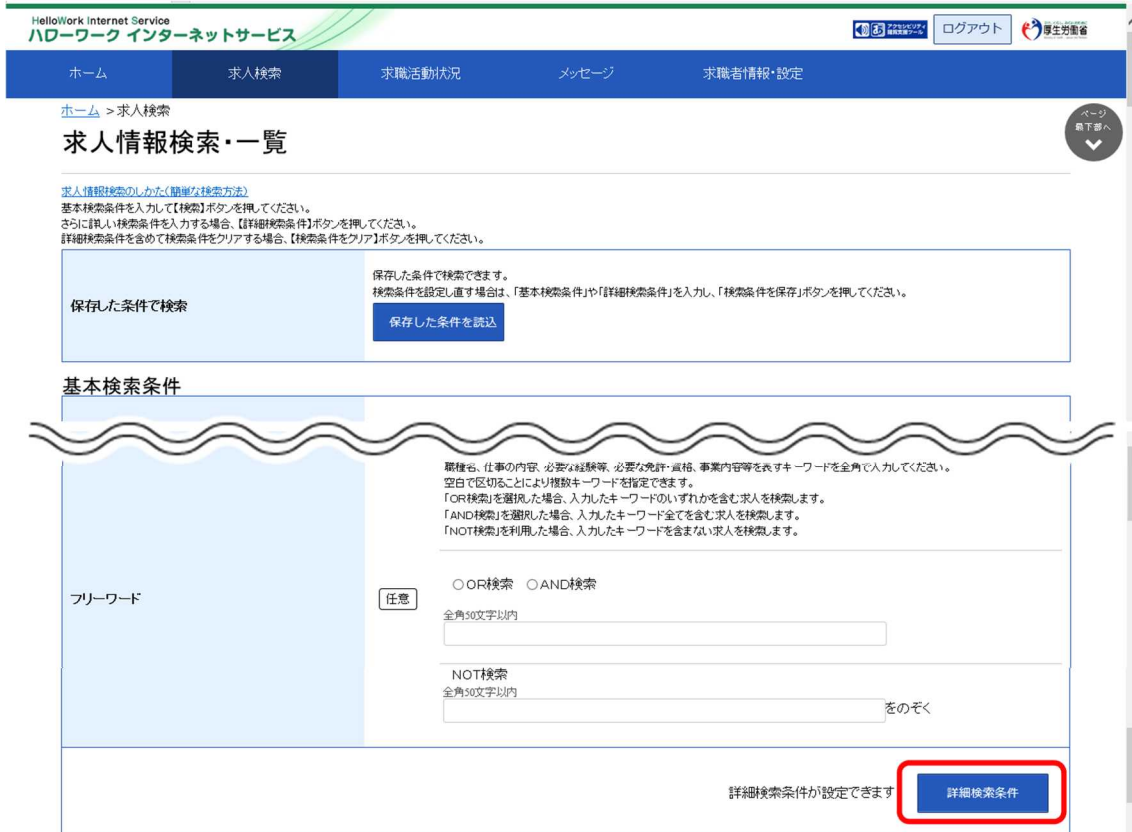 HelloWork Internet Service
ハローワーク インターネットサービス
ログアウト
厚生労働省
ホーム
求人検索
求職活動状況
メッセージ
求職者情報・設定
ホーム >求人検索
求人情報検索・一覧
ページ
最下部へ
求人情報検索のしかた(簡単な検索方法)
基本検索条件を入力して【検索】ボタンを押してください。
さらに詳しい検索条件を入力する場合、【詳細検索条件】ボタンを押してください。
詳細検索条件を含めて検索条件をクリアする場合、【検索条件をクリア】ボタンを押してください。
保存した条件で検索
保存した条件で検索できます。
検索条件を設定し直す場合は、「基本検索条件」や「詳細検索条件」を入力し、「検索条件を保存」ボタンを押してください。
保存した条件を読込
基本検索条件
職種名、仕事の内容、必要な経験等、必要な免許・資格、事業内容等を表すキーワードを全角で入力してください。
空白で区切ることにより複数キーワードを指定できます。
「OR検索」を選択した場合、入力したキーワードのいずれかを含む求人を検索します。
「AND検索」を選択した場合、入力したキーワード全てを含む求人を検索します。
「NOT検索」を利用した場合、入力したキーワードを含まない求人を検索します。
フリーワード
任意
OR検索 AND検索
全角50文字以内
NOT検索
全角50文字以内
をのぞく
詳細検索条件が設定できます
詳細検索条件